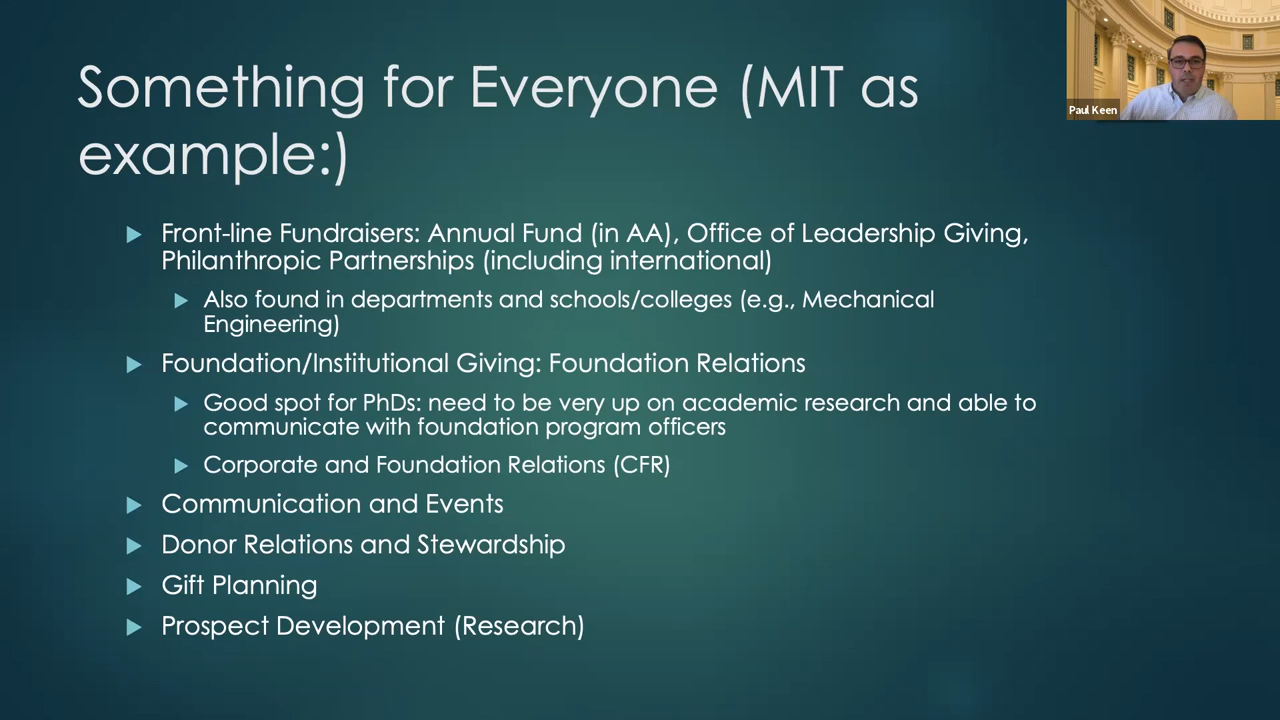 Something for Everyone (MIT as
example:)
Paul Keen
Front-line Fundraisers: Annual Fund (in AA), Office of Leadership Giving,
Philanthropic Partnerships (including international)
Also found in departments and schools/colleges (e.g., Mechanical
Engineering)
Foundation/Institutional Giving: Foundation Relations
Good spot for PhDs: need to be very up on academic research and able to
communicate with foundation program officers
Corporate and Foundation Relations (CFR)
Communication and Events
Donor Relations and Stewardship
Gift Planning
Prospect Development (Research)